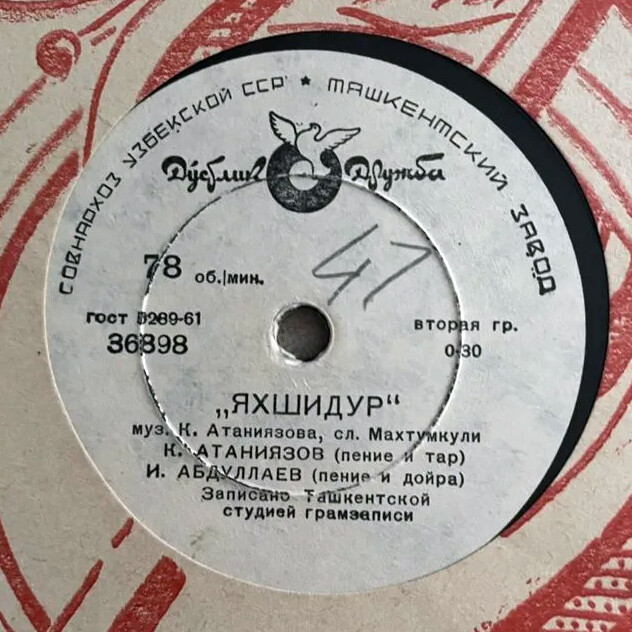 СОВНАРХОЗ УЗБЕКСКОЙ ССР ★ ТАШКЕНТСКИЙ ЗАВОД
Дўстлик Дружба
47
78 об./мин.
гост 5289-61 вторая гр.
36898 0-30
„ЯХШИДУР“
муз. К. Атаниязова, сл. Махтумкули
К. АТАНИЯЗОВ (пение и тар)
И. АБДУЛЛАЕВ (пение и дойра)
Записано Ташкентской
студией грамзаписи